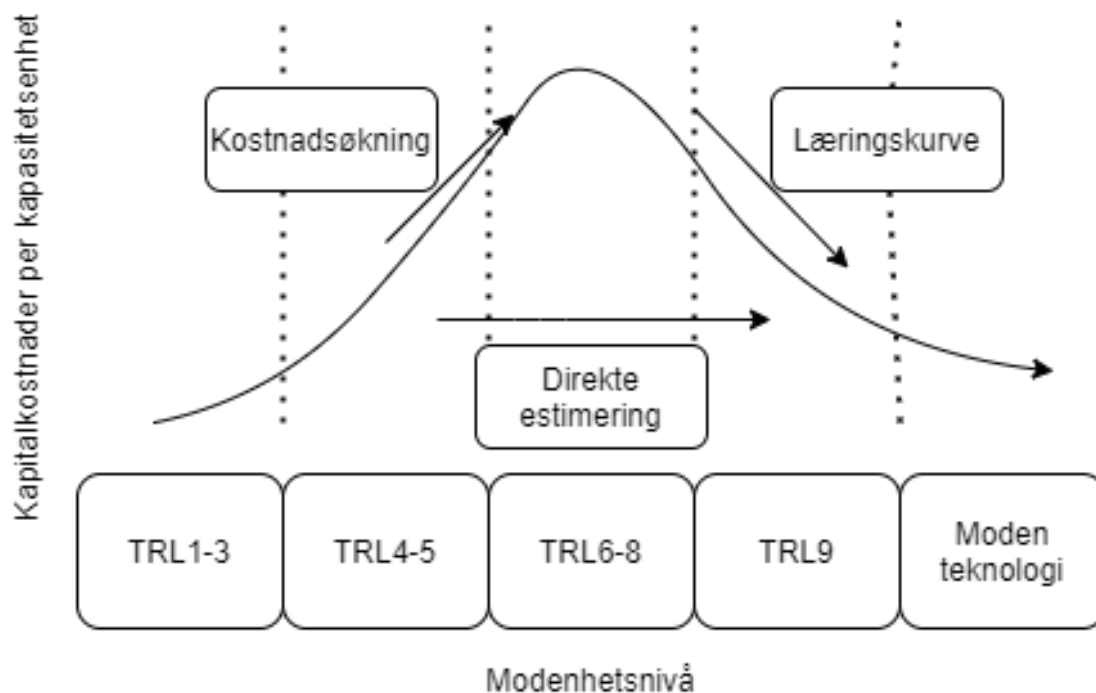 Kapitalkostnader per kapasitetsenhet
Kostnadsøkning
Læringskurve
Direkte
estimering
TRL1-3
TRL4-5
TRL6-8
TRL9
Moden
teknologi
Modenhetsnivå